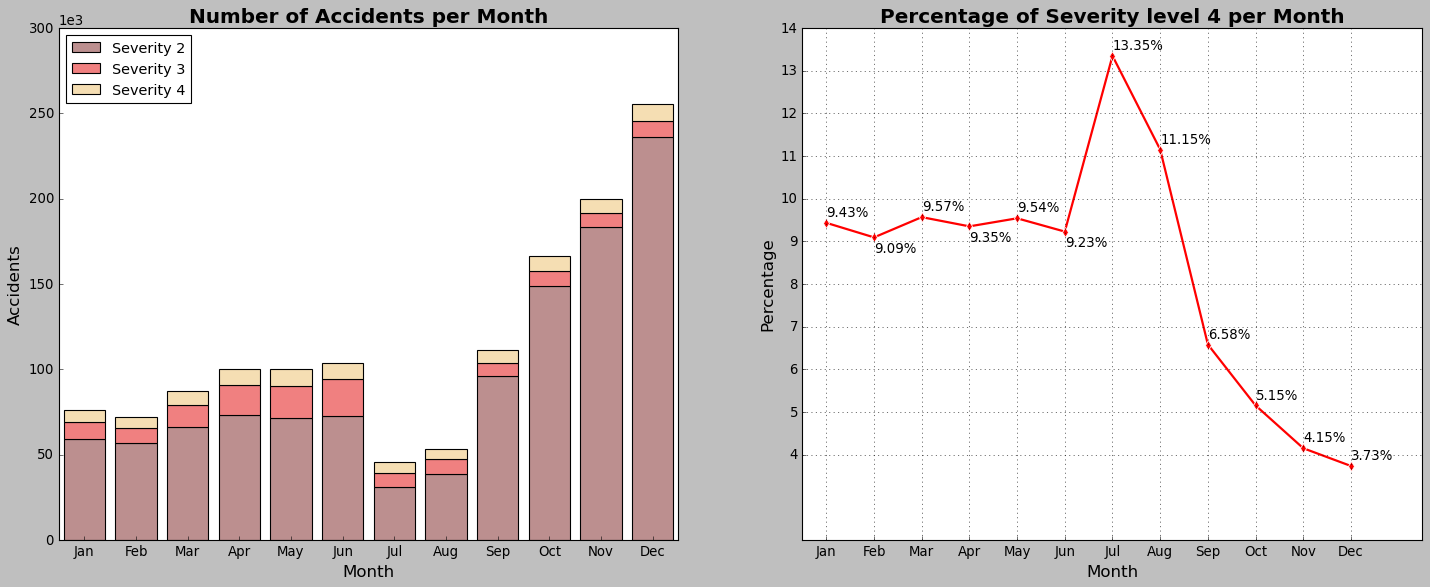 Number of Accidents per Month
300 1e3
Severity 2
Severity 3
Severity 4
250
200
150
100
50
0
Accidents
Jan Feb Mar Apr May Jun Jul Aug Sep Oct Nov Dec
Month
Percentage of Severity level 4 per Month
14
13
12
11
10
9
8
7
6
5
4
Percentage
9.43%
9.09%
9.57%
9.35%
9.54%
9.23%
13.35%
11.15%
6.58%
5.15%
4.15%
3.73%
Jan Feb Mar Apr May Jun Jul Aug Sep Oct Nov Dec
Month